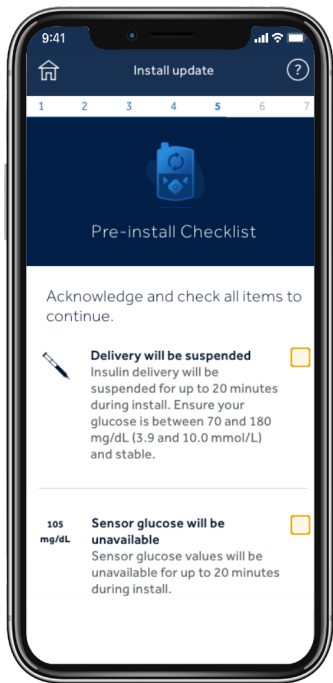 9:41
Install update
?
1 2 3 4 5 6 7
Pre-install Checklist
Acknowledge and check all items to
continue.
Delivery will be suspended
Insulin delivery will be
suspended for up to 20 minutes
during install. Ensure your
glucose is between 70 and 180
mg/dL (3.9 and 10.0 mmol/L)
and stable.
105
mg/dL
Sensor glucose will be
unavailable
Sensor glucose values will be
unavailable for up to 20 minutes
during install.